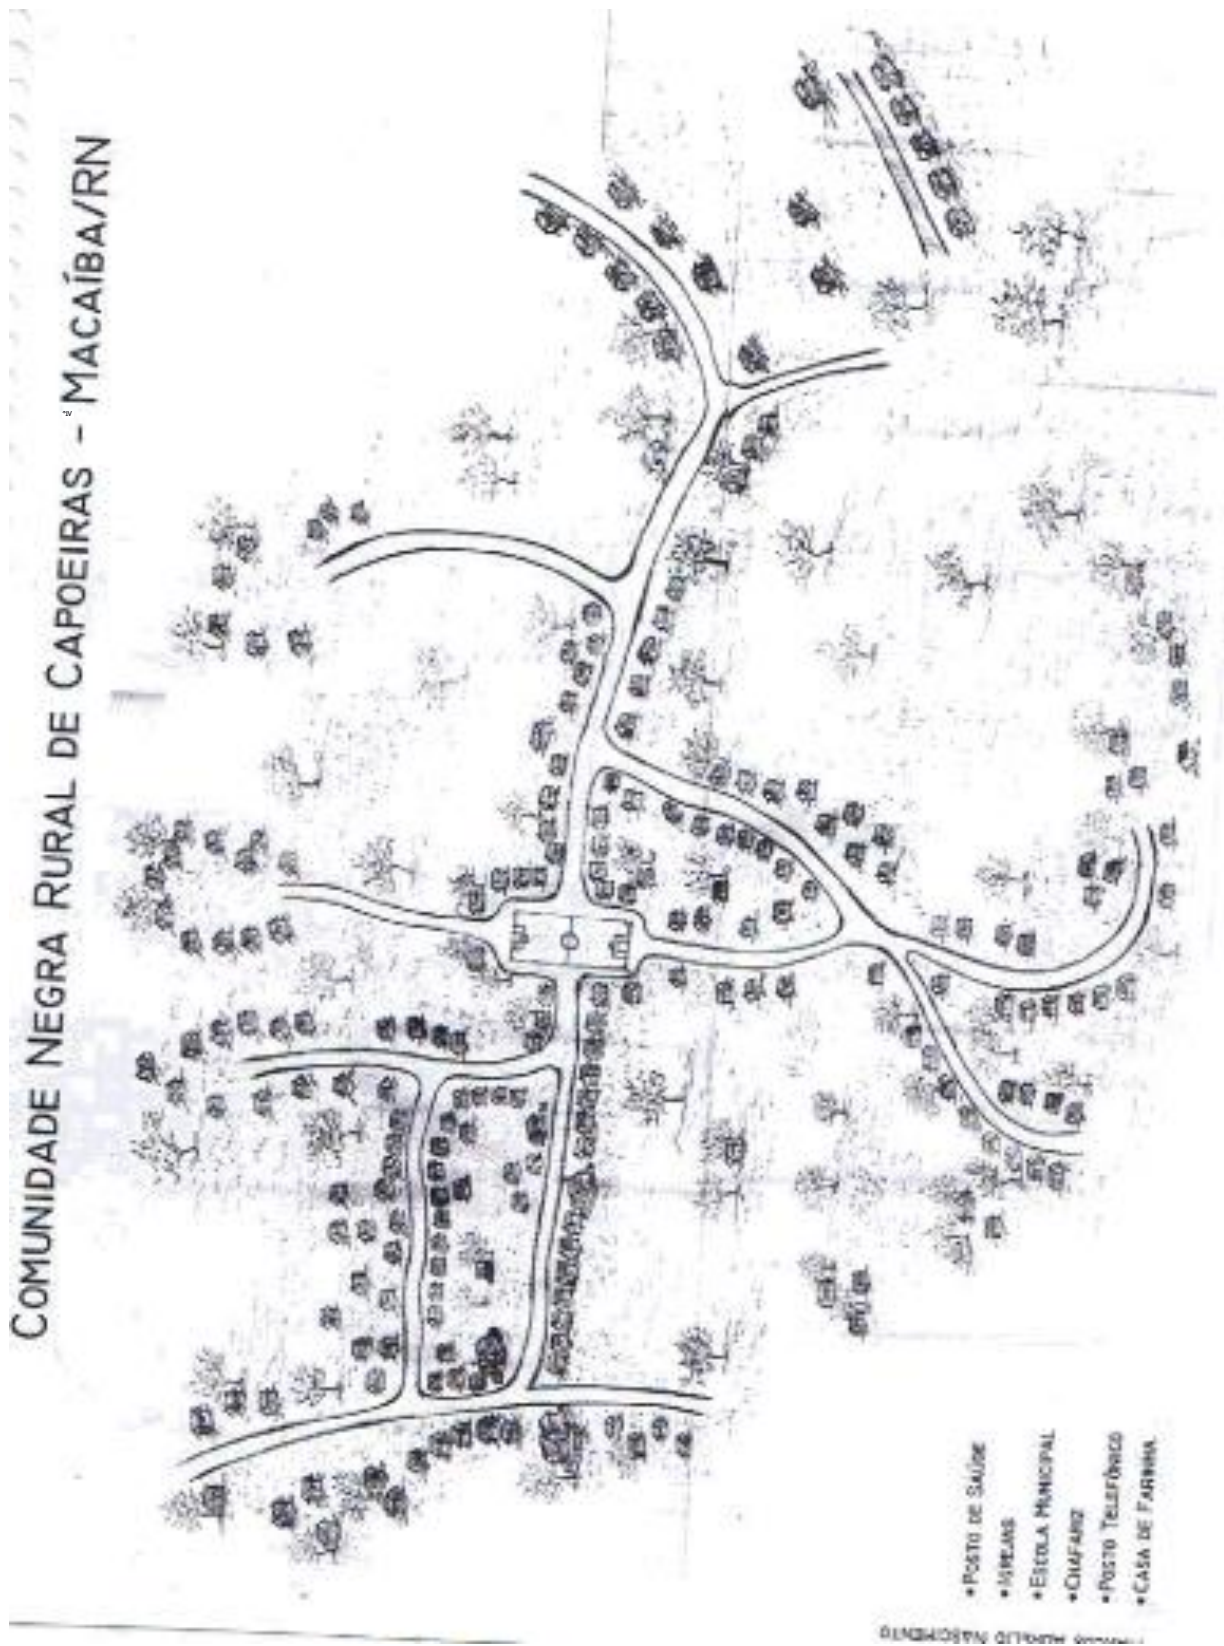 COMUNIDADE NEGRA RURAL DE CAPOEIRAS - MACAÍBA/RN
• POSTO DE SAÚDE
• IGREJAS
• ESCOLA MUNICIPAL
• CHAFARIZ
• POSTO TELEFÔNICO
• CASA DE FARINHA
NASCIMENTO